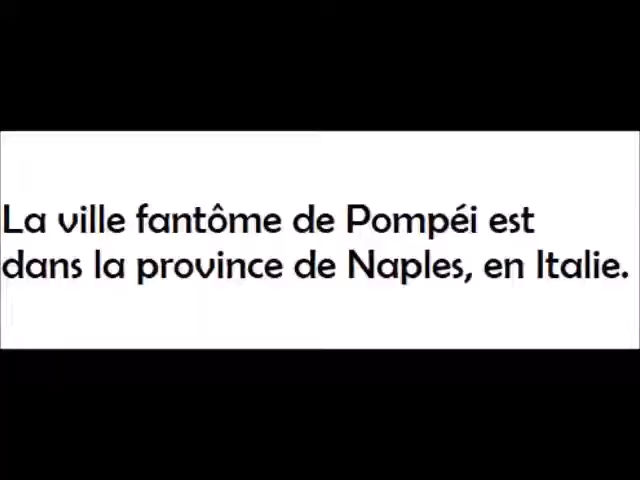 La ville fantôme de Pompéi est
dans la province de Naples, en Italie.